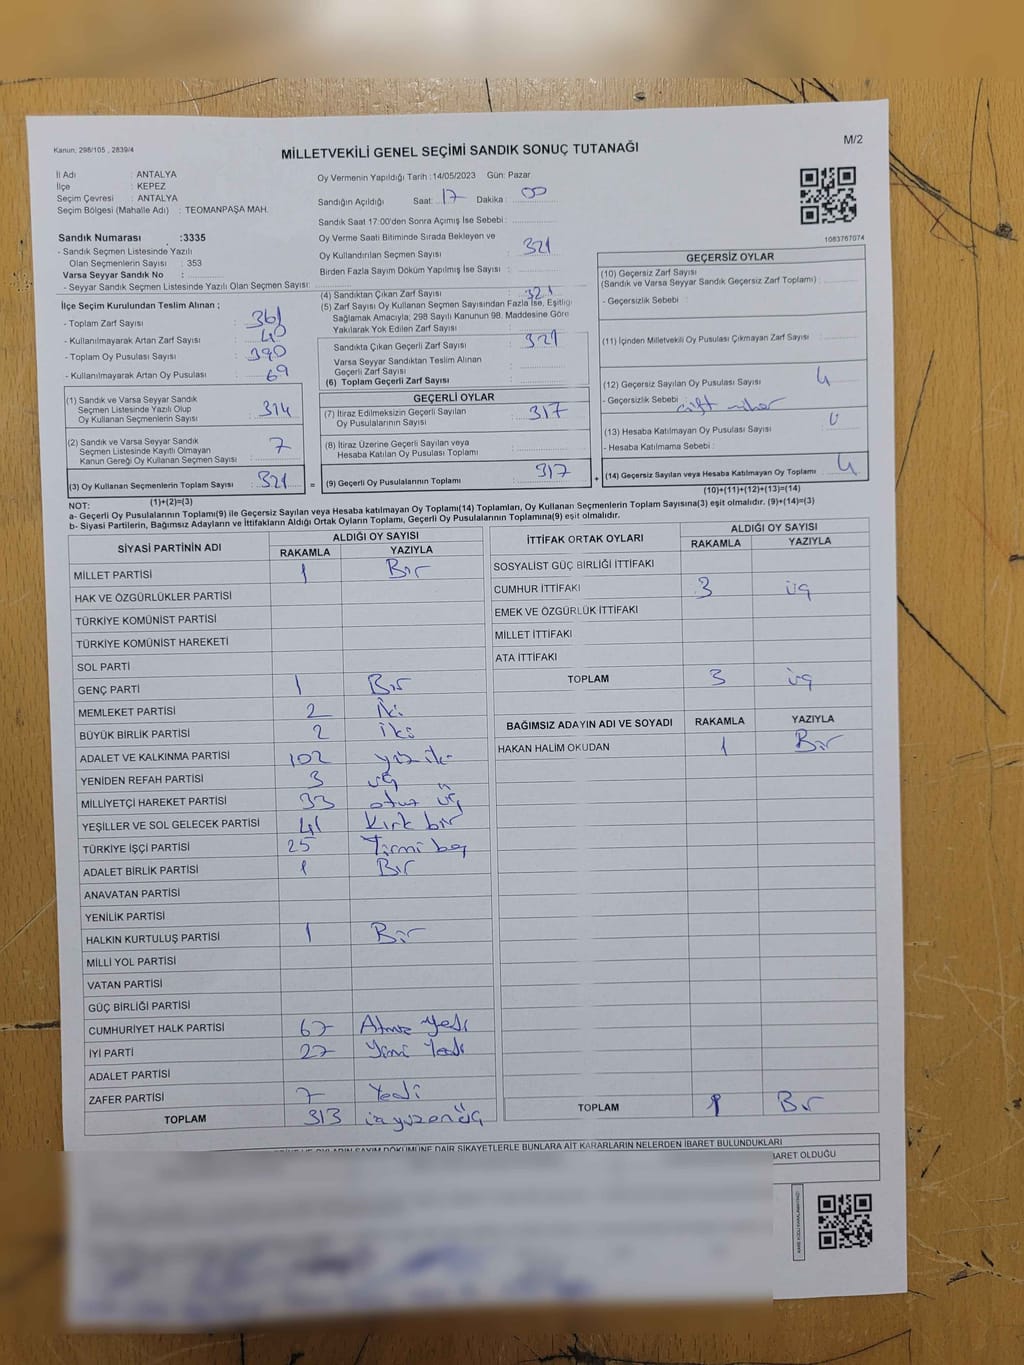 Kanun, 298/105 , 2839/4
M/2
MİLLETVEKİLİ GENEL SEÇİMİ SANDIK SONUÇ TUTANAĞI
İl Adı : ANTALYA
İlçe : KEPEZ
Seçim Çevresi : ANTALYA
Seçim Bölgesi (Mahalle Adı) : TEOMANPAŞA MAH.
Sandık Numarası :3335
- Sandık Seçmen Listesinde Yazılı
Olan Seçmenlerin Sayısı : 353
Varsa Seyyar Sandık No :
- Seyyar Sandık Seçmen Listesinde Yazılı Olan Seçmen Sayısı:
Oy Vermenin Yapıldığı Tarih :14/05/2023 Gün: Pazar
Sandığın Açıldığı Saat: 17 Dakika : 00
Sandık Saat 17:00'den Sonra Açımış İse Sebebi :
Oy Verme Saati Bitiminde Sırada Bekleyen ve
Oy Kullandırılan Seçmen Sayısı : 321
Birden Fazla Sayım Döküm Yapılmış İse Sayısı :
1083767074
İlçe Seçim Kurulundan Teslim Alınan ;
- Toplam Zarf Sayısı : 361
- Kullanılmayarak Artan Zarf Sayısı : 40
- Toplam Oy Pusulası Sayısı : 390
- Kullanılmayarak Artan Oy Pusulası : 69
(1) Sandık ve Varsa Seyyar Sandık
Seçmen Listesinde Yazılı Olup
Oy Kullanan Seçmenlerin Sayısı : 314
(2) Sandık ve Varsa Seyyar Sandık
Seçmen Listesinde Kayıtlı Olmayan
Kanun Gereği Oy Kullanan Seçmen Sayısı : 7
(3) Oy Kullanan Seçmenlerin Toplam Sayısı : 321
(1)+(2)=(3)
(4) Sandıktan Çıkan Zarf Sayısı : 321
(5) Zarf Sayısı Oy Kullanan Seçmen Sayısından Fazla İse, Eşitliği
Sağlamak Amacıyla; 298 Sayılı Kanunun 98. Maddesine Göre
Yakılarak Yok Edilen Zarf Sayısı :
Sandıkta Çıkan Geçerli Zarf Sayısı : 321
Varsa Seyyar Sandıktan Teslim Alınan
Geçerli Zarf Sayısı :
(6) Toplam Geçerli Zarf Sayısı :
GEÇERLİ OYLAR
(7) İtiraz Edilmeksizin Geçerli Sayılan
Oy Pusulalarının Sayısı : 317
(8) İtiraz Üzerine Geçerli Sayılan veya
Hesaba Katılan Oy Pusulası Toplamı :
= (9) Geçerli Oy Pusulalarının Toplamı : 317
GEÇERSİZ OYLAR
(10) Geçersiz Zarf Sayısı
(Sandık ve Varsa Seyyar Sandık Geçersiz Zarf Toplamı) :
- Geçersizlik Sebebi :
(11) İçinden Milletvekili Oy Pusulası Çıkmayan Zarf Sayısı :
(12) Geçersiz Sayılan Oy Pusulası Sayısı : 4
- Geçersizlik Sebebi : çift mühür
(13) Hesaba Katılmayan Oy Pusulası Sayısı : 0
- Hesaba Katılmama Sebebi :
+ (14) Geçersiz Sayılan veya Hesaba Katılmayan Oy Toplamı : 4
(10)+(11)+(12)+(13)=(14)
NOT:
a- Geçerli Oy Pusulalarının Toplamı(9) ile Geçersiz Sayılan veya Hesaba katılmayan Oy Toplamı(14) Toplamları, Oy Kullanan Seçmenlerin Toplam Sayısına(3) eşit olmalıdır. (9)+(14)=(3)
b- Siyasi Partilerin, Bağımsız Adayların ve İttifakların Aldığı Ortak Oyların Toplamı, Geçerli Oy Pusulalarının Toplamına(9) eşit olmalıdır.
SİYASİ PARTİNİN ADI ALDIĞI OY SAYISI
RAKAMLA YAZIYLA
MİLLET PARTİSİ 1 Bir
HAK VE ÖZGÜRLÜKLER PARTİSİ
TÜRKİYE KOMÜNİST PARTİSİ
TÜRKİYE KOMÜNİST HAREKETİ
SOL PARTİ
GENÇ PARTİ 1 Bir
MEMLEKET PARTİSİ 2 İki
BÜYÜK BİRLİK PARTİSİ 2 iki
ADALET VE KALKINMA PARTİSİ 102 yüz iki
YENİDEN REFAH PARTİSİ 3 üç
MİLLİYETÇİ HAREKET PARTİSİ 33 otuz üç
YEŞİLLER VE SOL GELECEK PARTİSİ 41 Kırk bir
TÜRKİYE İŞÇİ PARTİSİ 25 Yirmi beş
ADALET BİRLİK PARTİSİ 1 Bir
ANAVATAN PARTİSİ
YENİLİK PARTİSİ
HALKIN KURTULUŞ PARTİSİ 1 Bir
MİLLİ YOL PARTİSİ
VATAN PARTİSİ
GÜÇ BİRLİĞİ PARTİSİ
CUMHURİYET HALK PARTİSİ 67 Atmış Yedi
İYİ PARTİ 27 Yirmi Yedi
ADALET PARTİSİ
ZAFER PARTİSİ 7 Yedi
TOPLAM 313
İTTİFAK ORTAK OYLARI ALDIĞI OY SAYISI
RAKAMLA YAZIYLA
SOSYALİST GÜÇ BİRLİĞİ İTTİFAKI
CUMHUR İTTİFAKI 3 üç
EMEK VE ÖZGÜRLÜK İTTİFAKI
MİLLET İTTİFAKI
ATA İTTİFAKI
TOPLAM 3 üç
BAĞIMSIZ ADAYIN ADI VE SOYADI RAKAMLA YAZIYLA
HAKAN HALİM OKUDAN 1 Bir
TOPLAM 1 Bir
OYLARIN SAYIM DÖKÜMÜNE DAİR ŞİKAYETLERLE BUNLARA AİT KARARLARIN NELERDEN İBARET BULUNDUKLARI
İBARET OLDUĞU